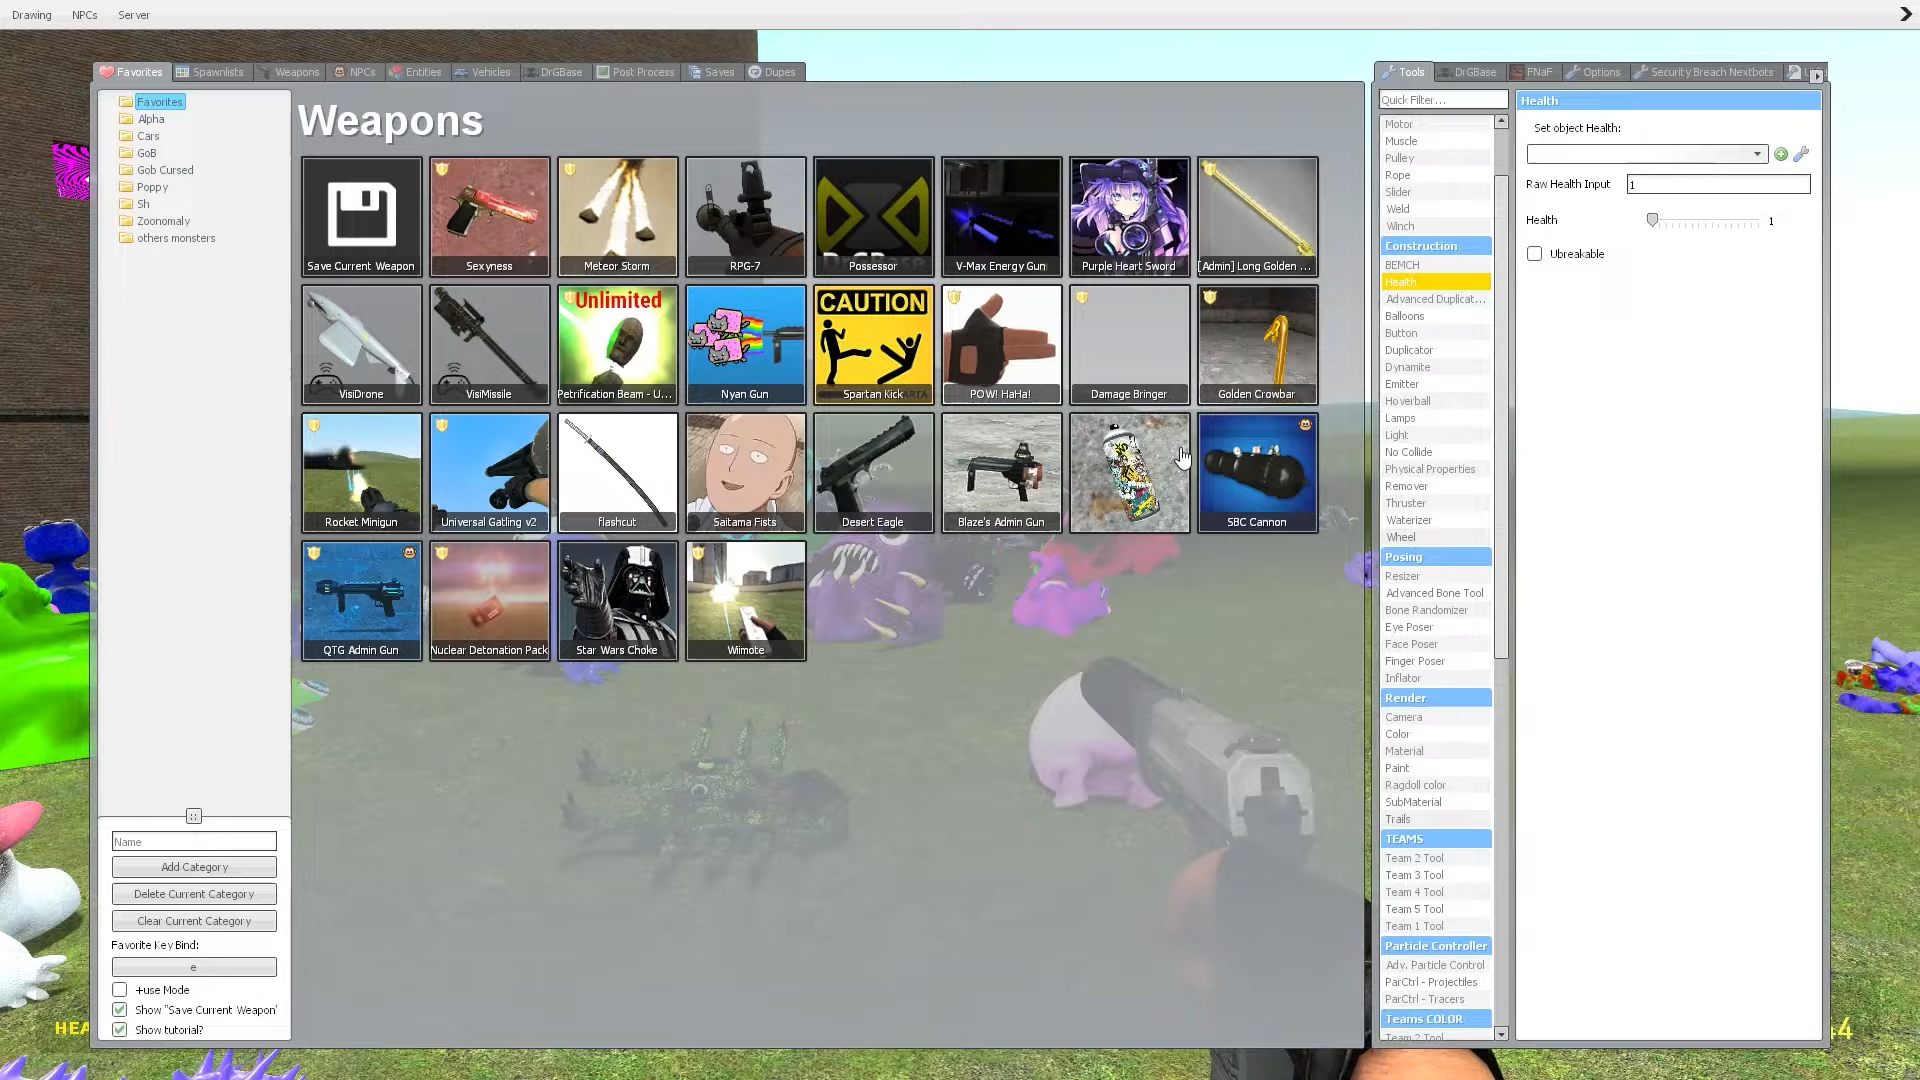 Drawing NPCs Server
Favorites Spawnlists Weapons NPCs Entities Vehicles DrGBase Post Process Saves Dupes
Tools DrGBase FNaF Options Security Breach Nextbots
Favorites
Alpha
Cars
GoB
Gob Cursed
Poppy
Sh
Zoonomaly
others monsters
Name
Add Category
Delete Current Category
Clear Current Category
Favorite Key Bind:
e
+use Mode
Show "Save Current Weapon"
Show tutorial?
HEA
Weapons
Save Current Weapon
Sexyness
Meteor Storm
RPG-7
Possessor
V-Max Energy Gun
Purple Heart Sword
[Admin] Long Golden ...
VisiDrone
VisiMissile
Unlimited
Petrification Beam - U...
Nyan Gun
CAUTION
Spartan Kick
POW! HaHa!
Damage Bringer
Golden Crowbar
Rocket Minigun
Universal Gatling v2
flashcut
Saitama Fists
Desert Eagle
Blaze's Admin Gun
SBC Cannon
QTG Admin Gun
Nuclear Detonation Pack
Star Wars Choke
Wiimote
Quick Filter...
Motor
Muscle
Pulley
Rope
Slider
Weld
Winch
Construction
BEMCH
Health
Advanced Duplicat...
Balloons
Button
Duplicator
Dynamite
Emitter
Hoverball
Lamps
Light
No Collide
Physical Properties
Remover
Thruster
Waterizer
Wheel
Posing
Resizer
Advanced Bone Tool
Bone Randomizer
Eye Poser
Face Poser
Finger Poser
Inflator
Render
Camera
Color
Material
Paint
Ragdoll color
SubMaterial
Trails
TEAMS
Team 2 Tool
Team 3 Tool
Team 4 Tool
Team 5 Tool
Team 1 Tool
Particle Controller
Adv. Particle Control
ParCtrl - Projectiles
ParCtrl - Tracers
Teams COLOR
Team 2 Tool
Health
Set object Health:
Raw Health Input 1
Health 1
Ubreakable
44